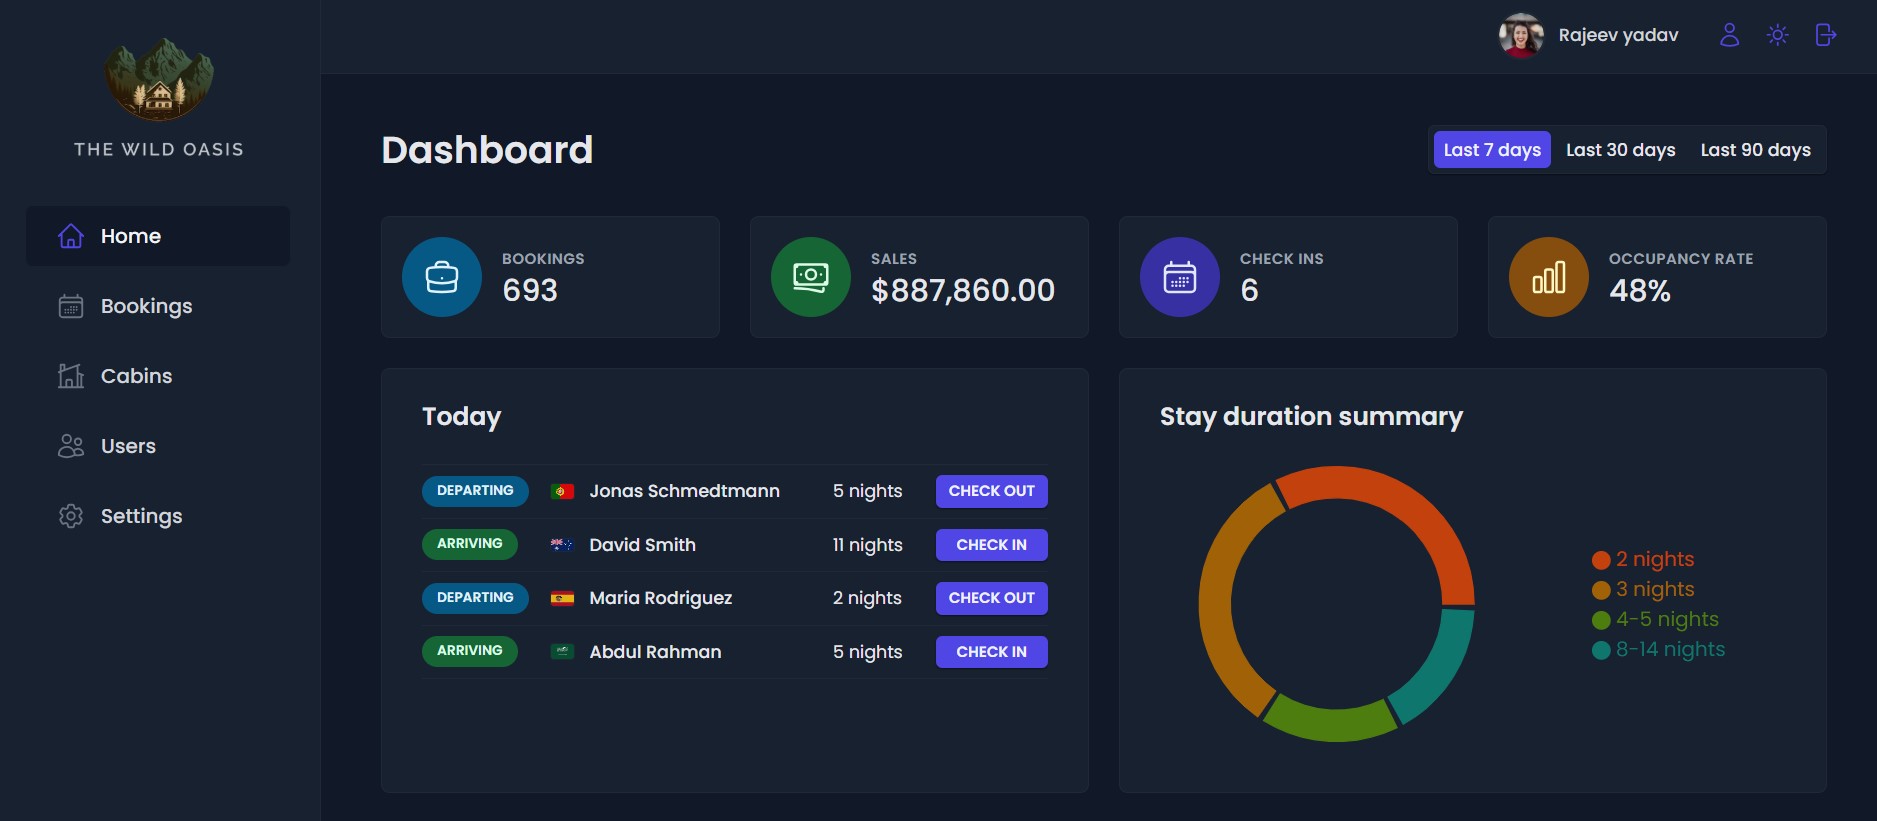 THE WILD OASIS
Home
Bookings
Cabins
Users
Settings
Rajeev yadav
Dashboard
Last 7 days Last 30 days Last 90 days
BOOKINGS
693
SALES
$887,860.00
CHECK INS
6
OCCUPANCY RATE
48%
Today
DEPARTING Jonas Schmedtmann 5 nights CHECK OUT
ARRIVING David Smith 11 nights CHECK IN
DEPARTING Maria Rodriguez 2 nights CHECK OUT
ARRIVING Abdul Rahman 5 nights CHECK IN
Stay duration summary
2 nights
3 nights
4-5 nights
8-14 nights